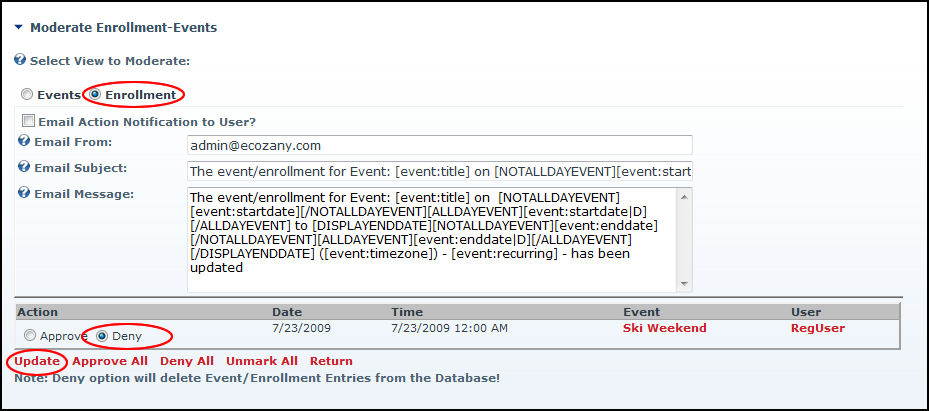 Moderate Enrollment-Events
Select View to Moderate:
Events Enrollment
Email Action Notification to User?
Email From: admin@ecozany.com
Email Subject: The event/enrollment for Event: [event:title] on [NOTALLDAYEVENT][event:start
Email Message: The event/enrollment for Event: [event:title] on [NOTALLDAYEVENT]
[event:startdate][/NOTALLDAYEVENT][ALLDAYEVENT][event:startdate|D]
[/ALLDAYEVENT] to [DISPLAYENDDATE][NOTALLDAYEVENT][event:enddate]
[/NOTALLDAYEVENT][ALLDAYEVENT][event:enddate|D][/ALLDAYEVENT]
[/DISPLAYENDDATE] ([event:timezone]) - [event:recurring] - has been
updated
Action Date Time Event User
Approve Deny 7/23/2009 7/23/2009 12:00 AM Ski Weekend RegUser
Update Approve All Deny All Unmark All Return
Note: Deny option will delete Event/Enrollment Entries from the Database!